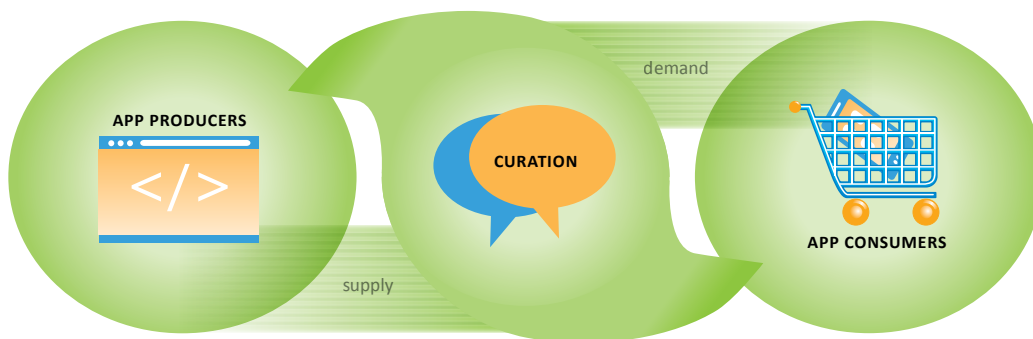 demand
APP PRODUCERS
</>
CURATION
APP CONSUMERS
supply